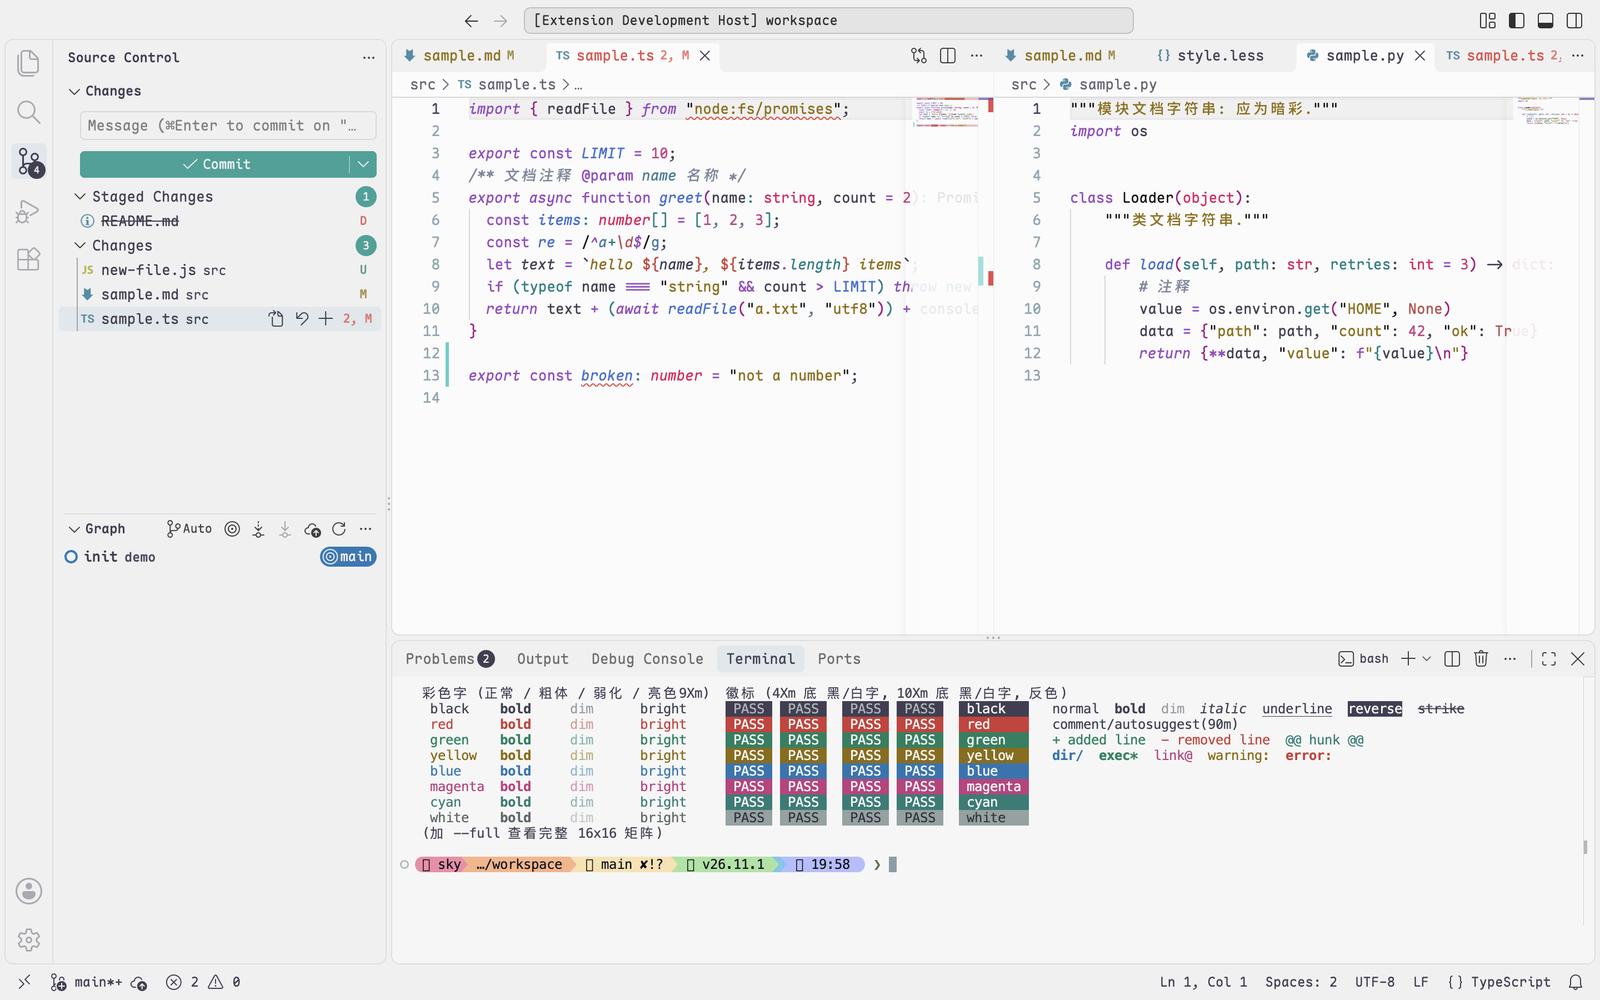 [Extension Development Host] workspace
Source Control
Changes
Message (⌘Enter to commit on "…
Commit
Staged Changes 1
README.md D
Changes 3
new-file.js src U
sample.md src M
sample.ts src 2, M
Graph Auto
init demo main
4
sample.md M
TS sample.ts 2, M
src > TS sample.ts > …
1 import { readFile } from "node:fs/promises";
2
3 export const LIMIT = 10;
4 /** 文档注释 @param name 名称 */
5 export async function greet(name: string, count = 2): Promi
6 const items: number[] = [1, 2, 3];
7 const re = /^a+\d$/g;
8 let text = `hello ${name}, ${items.length} items`;
9 if (typeof name === "string" && count > LIMIT) throw new
10 return text + (await readFile("a.txt", "utf8")) + console
11 }
12
13 export const broken: number = "not a number";
14
sample.md M
{} style.less
sample.py
TS sample.ts 2,
src > sample.py
1 """模块文档字符串: 应为暗彩."""
2 import os
3
4
5 class Loader(object):
6 """类文档字符串."""
7
8 def load(self, path: str, retries: int = 3) -> dict:
9 # 注释
10 value = os.environ.get("HOME", None)
11 data = {"path": path, "count": 42, "ok": True}
12 return {**data, "value": f"{value}\n"}
13
Problems 2 Output Debug Console Terminal Ports bash
彩色字 (正常 / 粗体 / 弱化 / 亮色9Xm) 徽标 (4Xm 底 黑/白字, 10Xm 底 黑/白字, 反色)
black bold dim bright PASS PASS PASS PASS black normal bold dim italic underline reverse strike
red bold dim bright PASS PASS PASS PASS red comment/autosuggest(90m)
green bold dim bright PASS PASS PASS PASS green + added line - removed line @@ hunk @@
yellow bold dim bright PASS PASS PASS PASS yellow dir/ exec* link@ warning: error:
blue bold dim bright PASS PASS PASS PASS blue
magenta bold dim bright PASS PASS PASS PASS magenta
cyan bold dim bright PASS PASS PASS PASS cyan
white bold dim bright PASS PASS PASS PASS white
(加 --full 查看完整 16x16 矩阵)
sky …/workspace main ✘!? v26.11.1 19:58 ❯
main*+ 2 0 Ln 1, Col 1 Spaces: 2 UTF-8 LF {} TypeScript